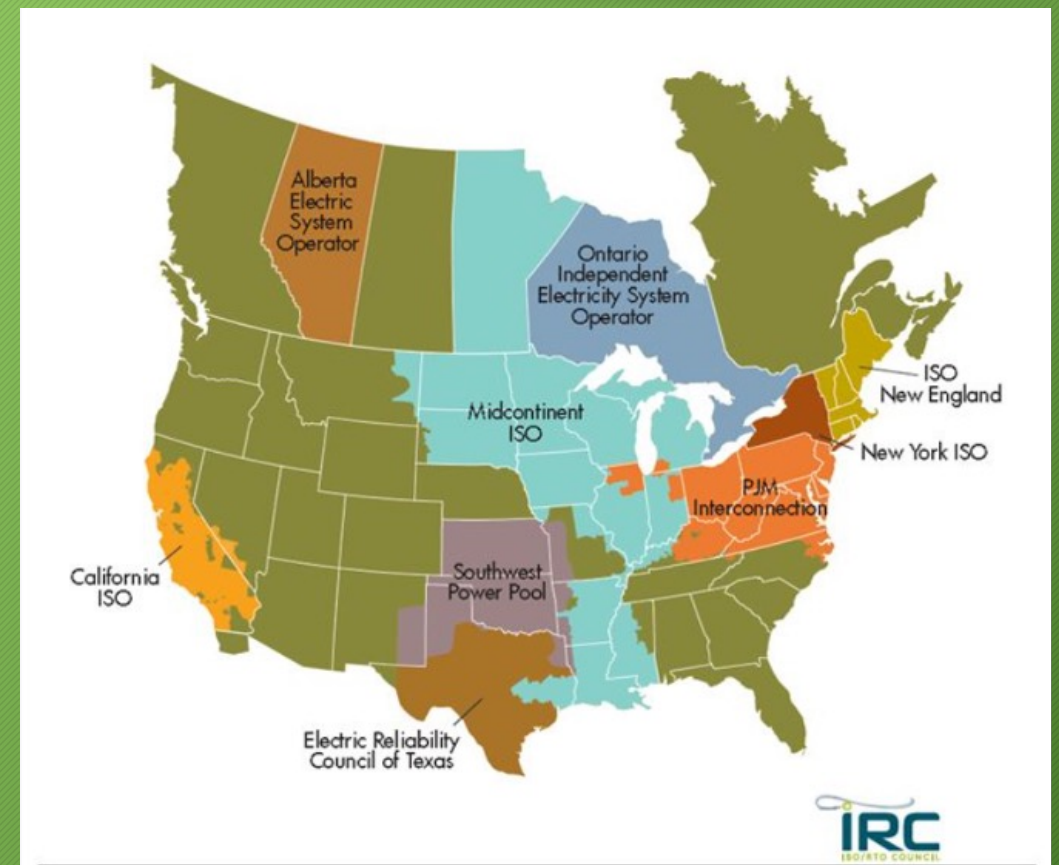 Alberta
Electric
System
Operator
Ontario
Independent
Electricity System
Operator
ISO
New England
Midcontinent
ISO
New York ISO
PJM
Interconnection
Southwest
Power Pool
California
ISO
Electric Reliability
Council of Texas
IRC
ISO/RTO COUNCIL